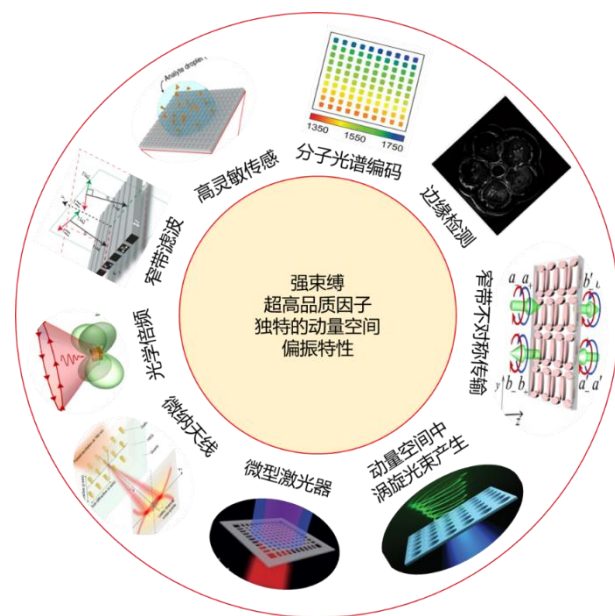 强束缚
超高品质因子
独特的动量空间
偏振特性
分子光谱编码
1350 1550 1750
边缘检测
窄带不对称传输
动量空间中
涡旋光束产生
微型激光器
微纳天线
光学倍频
窄带滤波
高灵敏传感
Analyte droplet